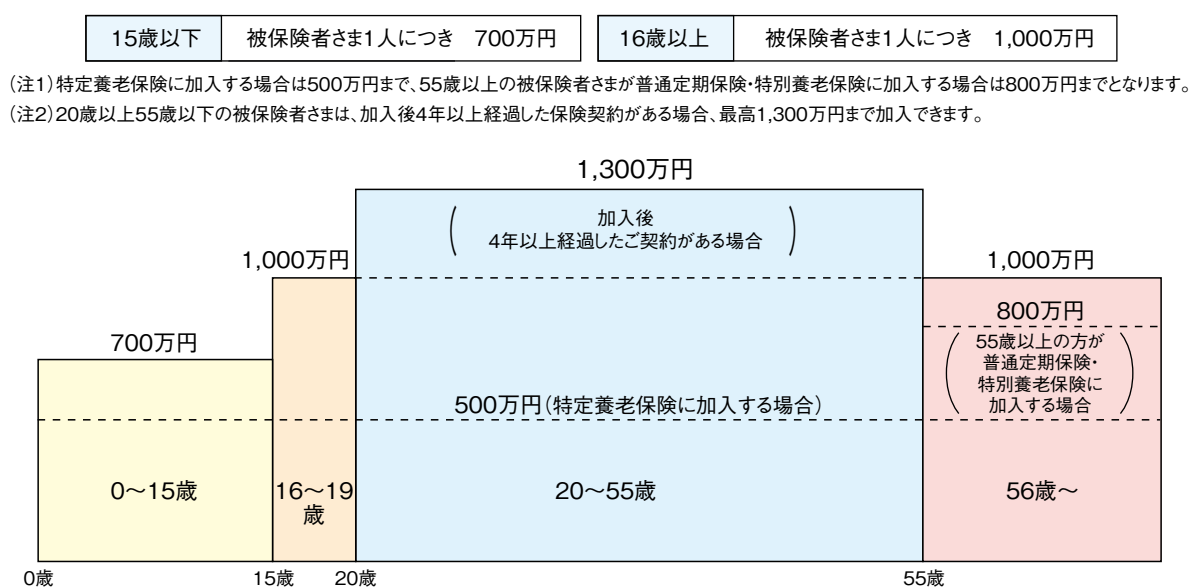 15歳以下 被保険者さま1人につき 700万円 16歳以上 被保険者さま1人につき 1,000万円
(注1)特定養老保険に加入する場合は500万円まで、55歳以上の被保険者さまが普通定期保険・特別養老保険に加入する場合は800万円までとなります。
(注2)20歳以上55歳以下の被保険者さまは、加入後4年以上経過した保険契約がある場合、最高1,300万円まで加入できます。
1,300万円
(加入後
4年以上経過したご契約がある場合)
1,000万円
1,000万円
700万円
800万円
(55歳以上の方が
普通定期保険・
特別養老保険に
加入する場合)
500万円(特定養老保険に加入する場合)
0〜15歳
16〜19
歳
20〜55歳
56歳〜
0歳 15歳 20歳 55歳